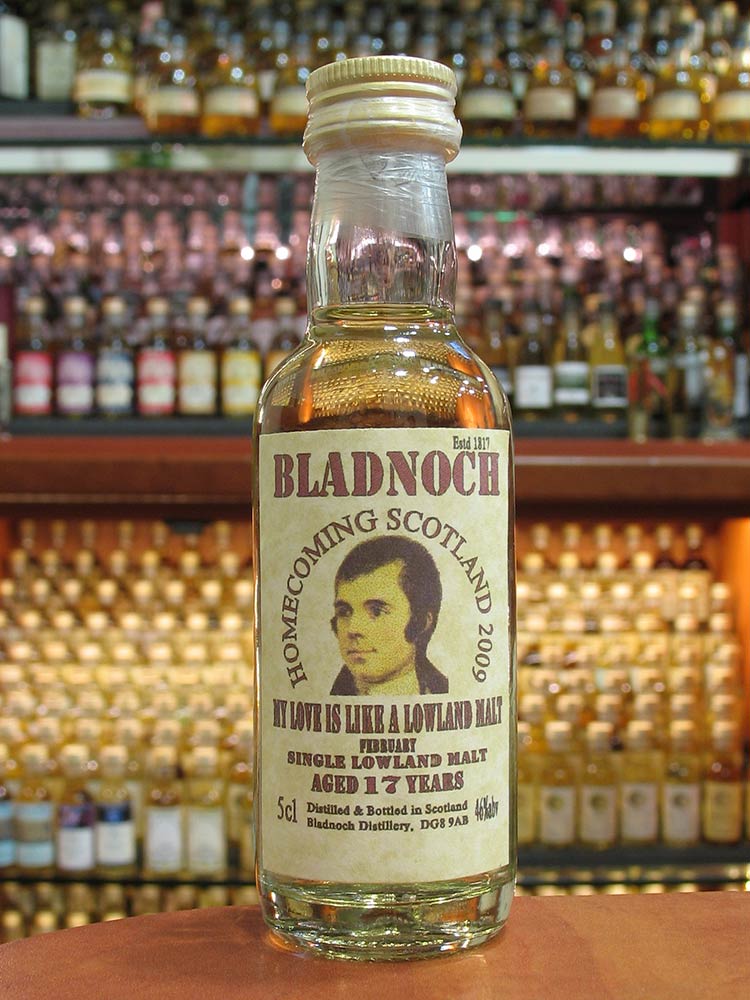 Estd 1817
BLADNOCH
HOMECOMING SCOTLAND 2009
MY LOVE IS LIKE A LOWLAND MALT
FEBRUARY
SINGLE LOWLAND MALT
AGED 17 YEARS
5cl Distilled & Bottled in Scotland 46%abv
Bladnoch Distillery, DG8 9AB